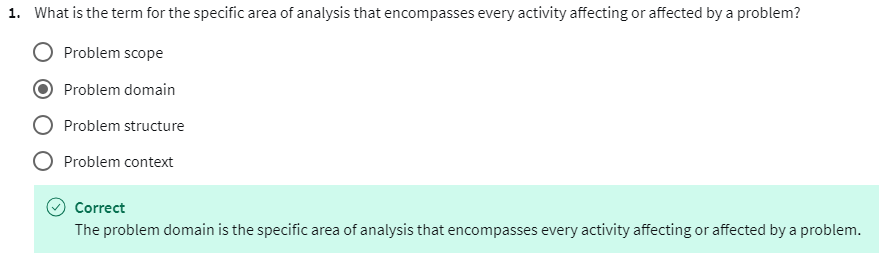 1. What is the term for the specific area of analysis that encompasses every activity affecting or affected by a problem?
Problem scope
Problem domain
Problem structure
Problem context
Correct
The problem domain is the specific area of analysis that encompasses every activity affecting or affected by a problem.